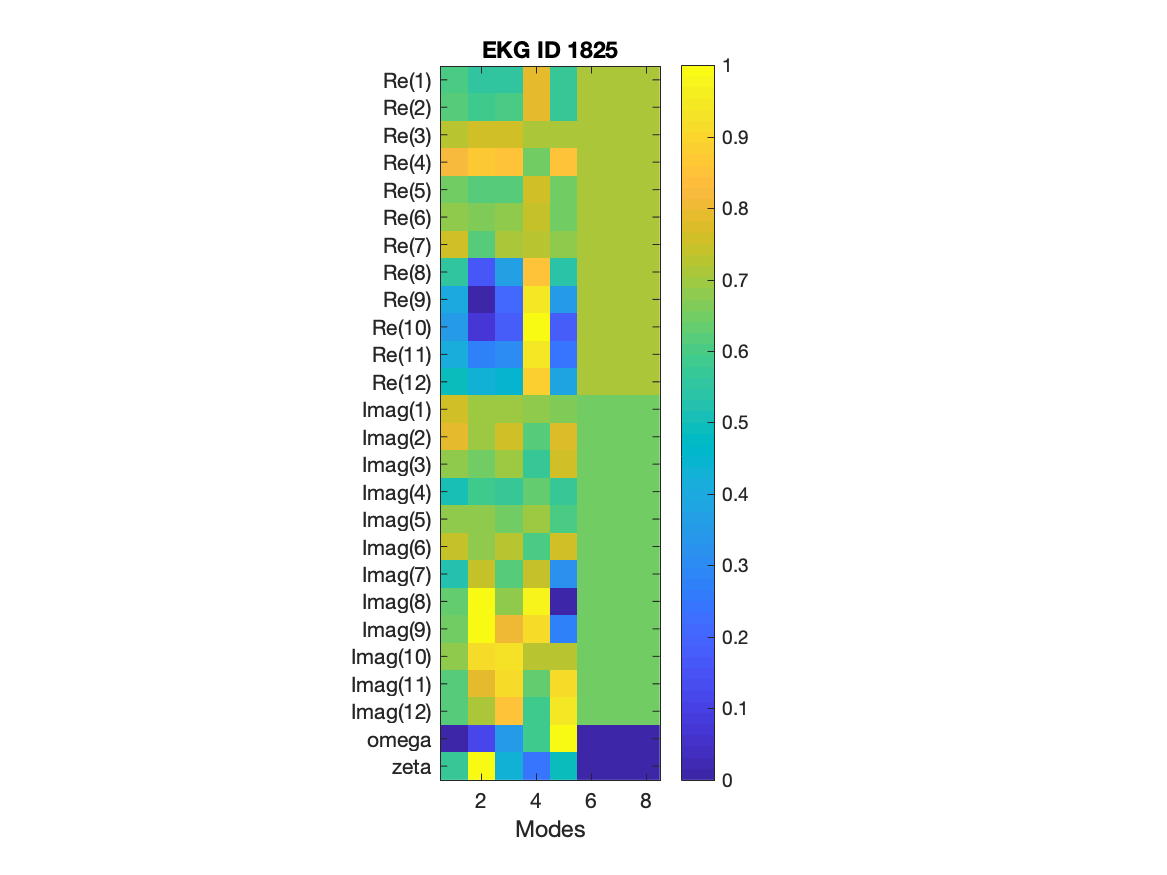 EKG ID 1825
Re(1)
Re(2)
Re(3)
Re(4)
Re(5)
Re(6)
Re(7)
Re(8)
Re(9)
Re(10)
Re(11)
Re(12)
Imag(1)
Imag(2)
Imag(3)
Imag(4)
Imag(5)
Imag(6)
Imag(7)
Imag(8)
Imag(9)
Imag(10)
Imag(11)
Imag(12)
omega
zeta
2 4 6 8
Modes
1
0.9
0.8
0.7
0.6
0.5
0.4
0.3
0.2
0.1
0